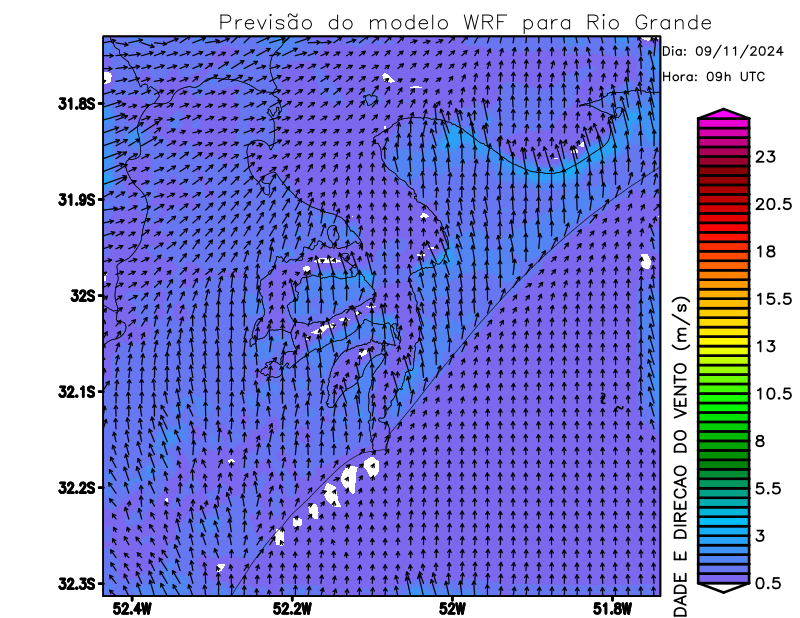 Previsão do modelo WRF para Rio Grande
Dia: 09/11/2024
Hora: 09h UTC
31.8S
31.9S
32S
32.1S
32.2S
32.3S
52.4W
52.2W
52W
51.8W
DADE E DIRECAO DO VENTO (m/s)
23
20.5
18
15.5
13
10.5
8
5.5
3
0.5